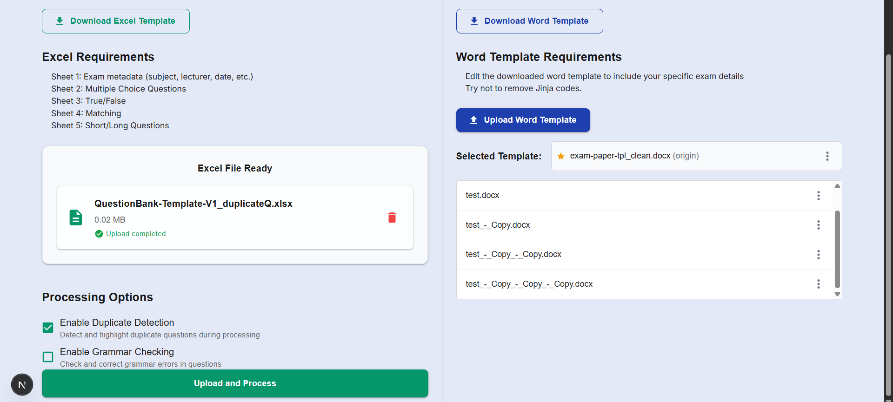 Download Excel Template
Excel Requirements
Sheet 1: Exam metadata (subject, lecturer, date, etc.)
Sheet 2: Multiple Choice Questions
Sheet 3: True/False
Sheet 4: Matching
Sheet 5: Short/Long Questions
Excel File Ready
QuestionBank-Template-V1_duplicateQ.xlsx
0.02 MB
Upload completed
Processing Options
Enable Duplicate Detection
Detect and highlight duplicate questions during processing
Enable Grammar Checking
Check and correct grammar errors in questions
Upload and Process
N
Download Word Template
Word Template Requirements
Edit the downloaded word template to include your specific exam details
Try not to remove Jinja codes.
Upload Word Template
Selected Template:
exam-paper-lpl_clean.docx (origin)
test.docx
test_-_Copy.docx
test_-_Copy_-_Copy.docx
test_-_Copy_-_Copy_-_Copy.docx